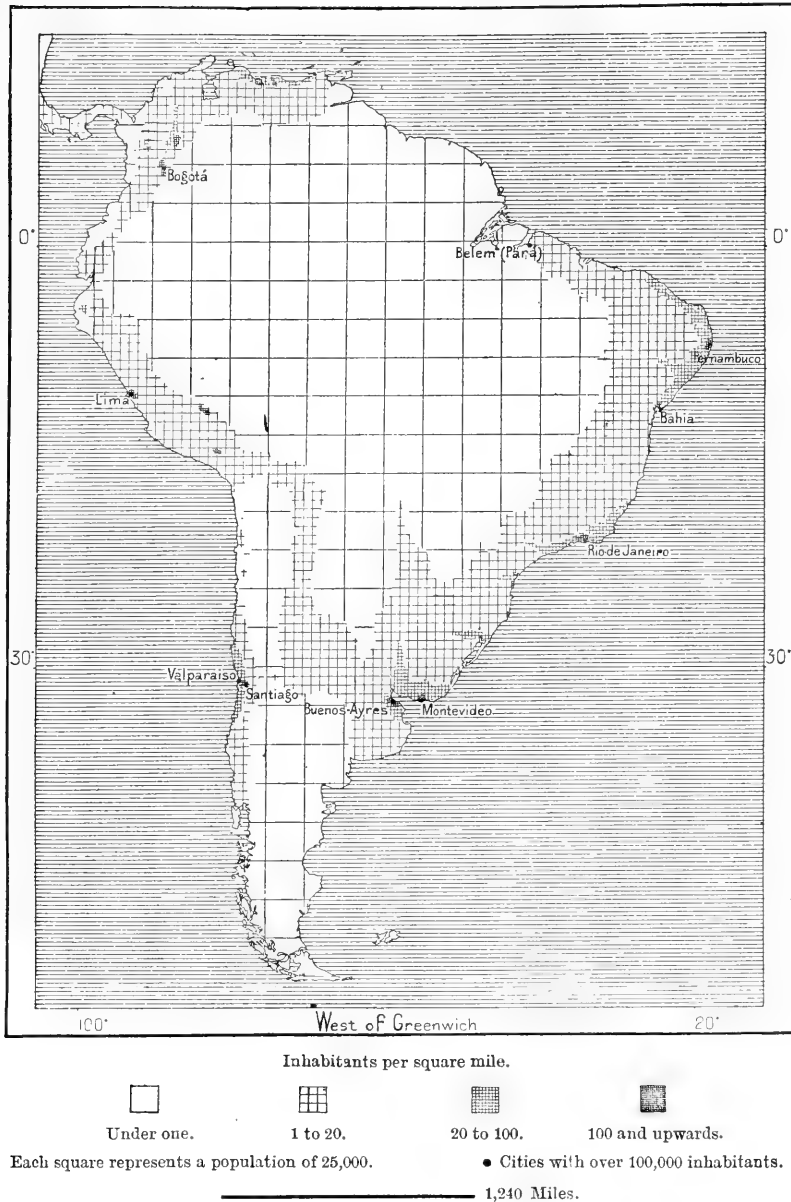 Bogotá
0° 0°
Belem (Pará)
Pernambuco
Lima
Bahia
Rio de Janeiro
30° 30°
Valparaiso
Santiago
Buenos-Ayres
Montevideo
100° West of Greenwich 20°
Inhabitants per square mile.
Under one. 1 to 20. 20 to 100. 100 and upwards.
Each square represents a population of 25,000. Cities with over 100,000 inhabitants.
1,240 Miles.